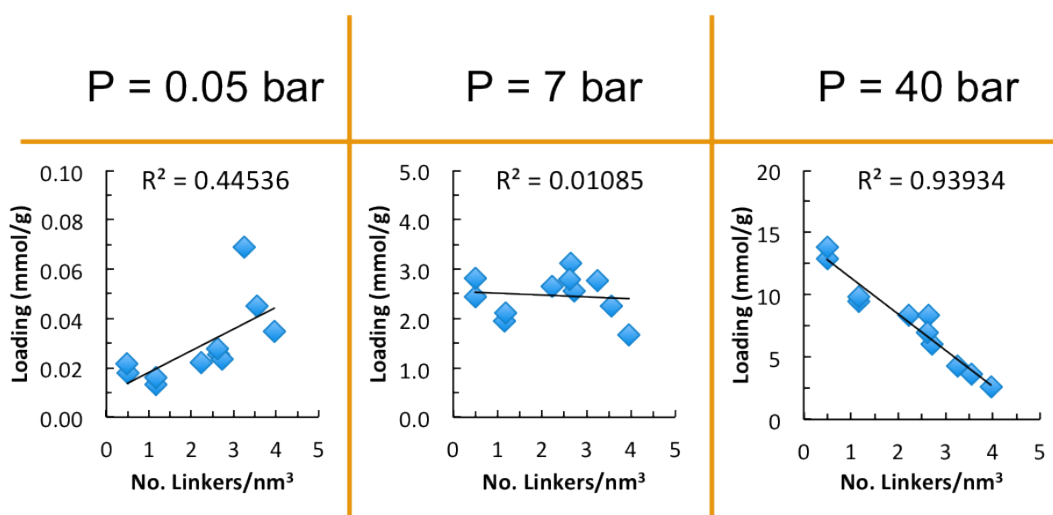 P = 0.05 bar
P = 7 bar
P = 40 bar
R² = 0.44536
Loading (mmol/g)
0.10
0.08
0.06
0.04
0.02
0.00
0 1 2 3 4 5
No. Linkers/nm³
R² = 0.01085
Loading (mmol/g)
5.0
4.0
3.0
2.0
1.0
0.0
0 1 2 3 4 5
No. Linkers/nm³
R² = 0.93934
Loading (mmol/g)
20
15
10
5
0
0 1 2 3 4 5
No. Linkers/nm³